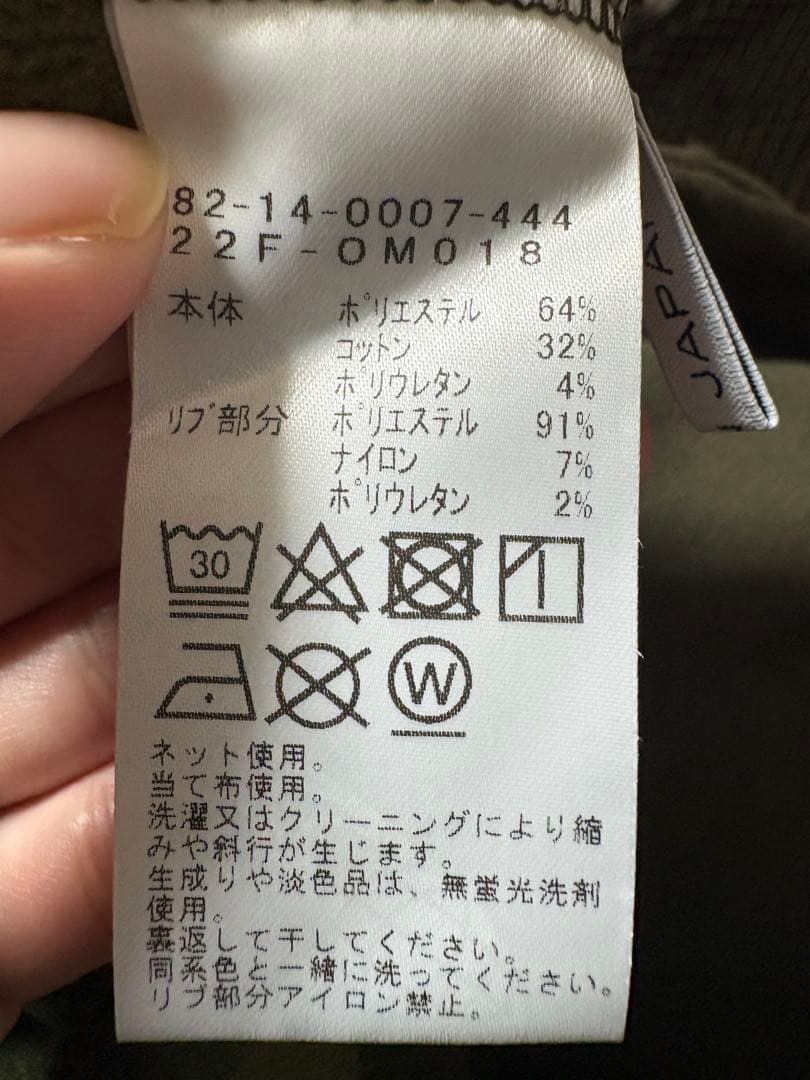 82-14-0007-444
22F-OM018
本体 ポリエステル 64%
コットン 32%
ポリウレタン 4%
リブ部分 ポリエステル 91%
ナイロン 7%
ポリウレタン 2%
30
W
ネット使用。
当て布使用。
洗濯又はクリーニングにより縮
みや斜行が生じます。
生成りや淡色品は、無蛍光洗剤
使用。
裏返して干してください。
同系色と一緒に洗ってください。
リブ部分アイロン禁止。
JAPA